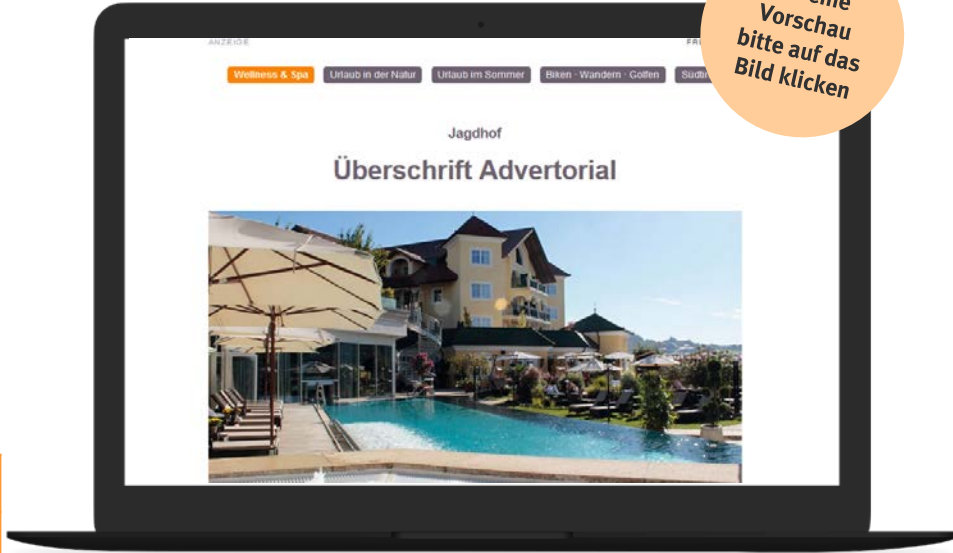 eine
Vorschau
bitte auf das
Bild klicken
ANZEIGE
Wellness & Spa Urlaub in der Natur Urlaub im Sommer Biken · Wandern · Golfen
Jagdhof
Überschrift Advertorial